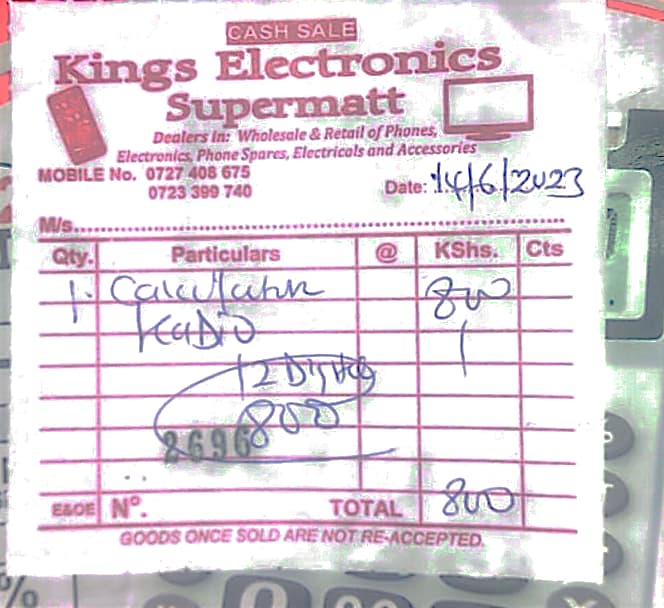 CASH SALE
Kings Electronics
Supermatt
Dealers In: Wholesale & Retail of Phones,
Electronics, Phone Spares, Electricals and Accessories
MOBILE No. 0727 408 675
0723 399 740
Date: 14/6/2023
M/s.
Qty. Particulars @ KShs. Cts
1. Calculator 800
12 Digits
800
8696
E&OE Nº. TOTAL 800
GOODS ONCE SOLD ARE NOT RE-ACCEPTED.